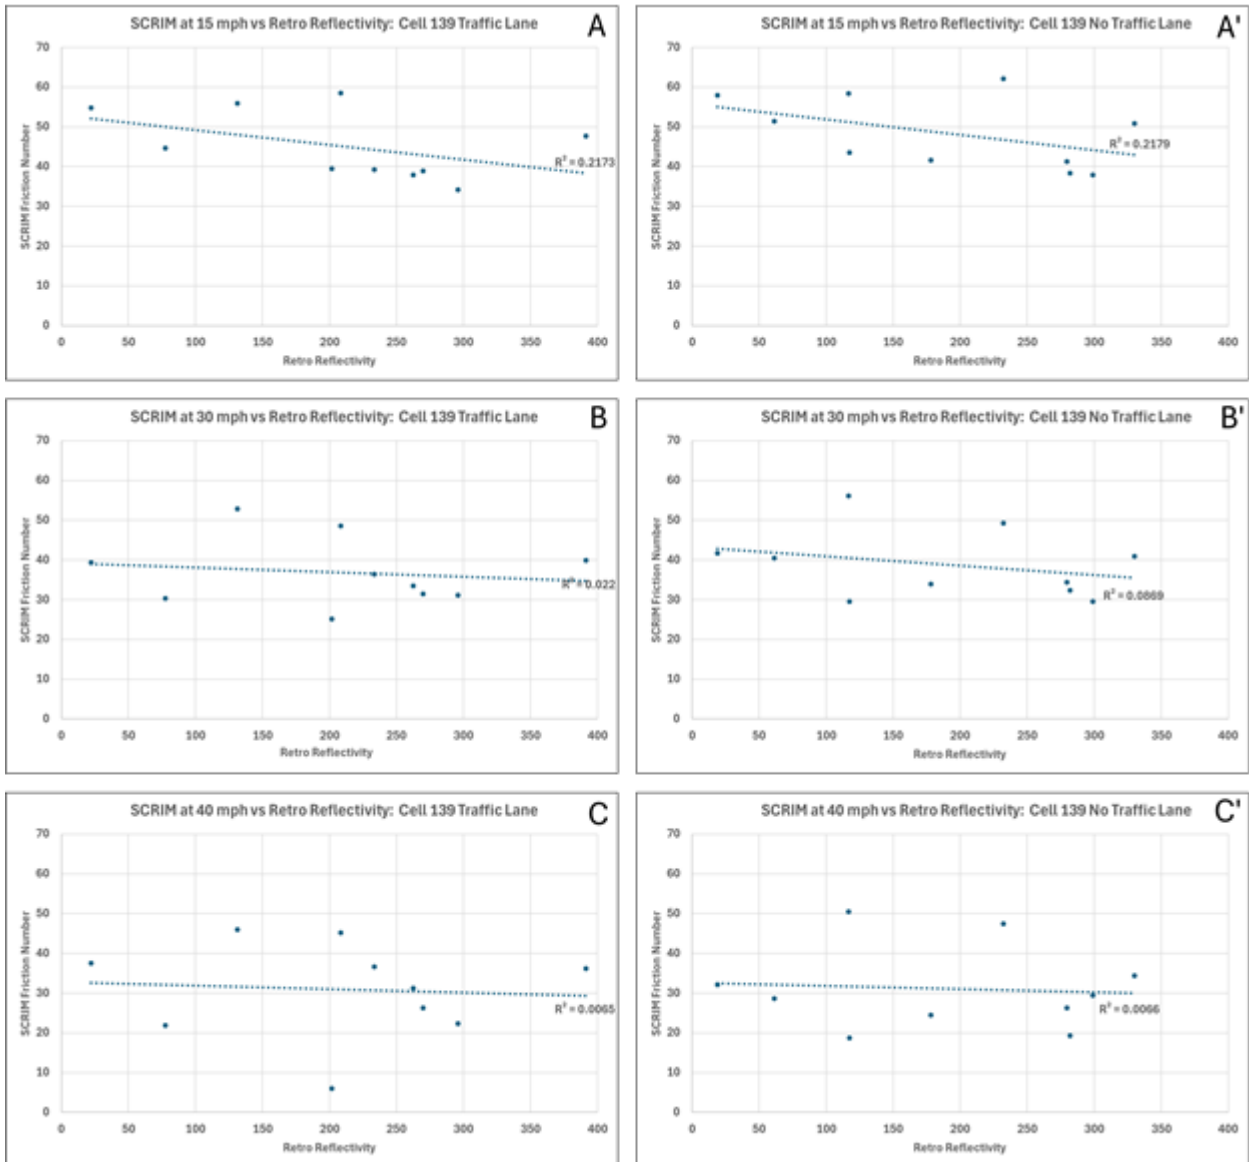 SCRIM at 15 mph vs Retro Reflectivity: Cell 139 Traffic Lane
A
SCRIM Friction Number
70
60
50
40
30
20
10
0
R² = 0.2173
0 50 100 150 200 250 300 350 400
Retro Reflectivity
SCRIM at 15 mph vs Retro Reflectivity: Cell 139 No Traffic Lane
A'
SCRIM Friction Number
70
60
50
40
30
20
10
0
R² = 0.2179
0 50 100 150 200 250 300 350 400
Retro Reflectivity
SCRIM at 30 mph vs Retro Reflectivity: Cell 139 Traffic Lane
B
SCRIM Friction Number
70
60
50
40
30
20
10
0
R² = 0.022
0 50 100 150 200 250 300 350 400
Retro Reflectivity
SCRIM at 30 mph vs Retro Reflectivity: Cell 139 No Traffic Lane
B'
SCRIM Friction Number
70
60
50
40
30
20
10
0
R² = 0.0869
0 50 100 150 200 250 300 350 400
Retro Reflectivity
SCRIM at 40 mph vs Retro Reflectivity: Cell 139 Traffic Lane
C
SCRIM Friction Number
70
60
50
40
30
20
10
0
R² = 0.0065
0 50 100 150 200 250 300 350 400
Retro Reflectivity
SCRIM at 40 mph vs Retro Reflectivity: Cell 139 No Traffic Lane
C'
SCRIM Friction Number
70
60
50
40
30
20
10
0
R² = 0.0066
0 50 100 150 200 250 300 350 400
Retro Reflectivity